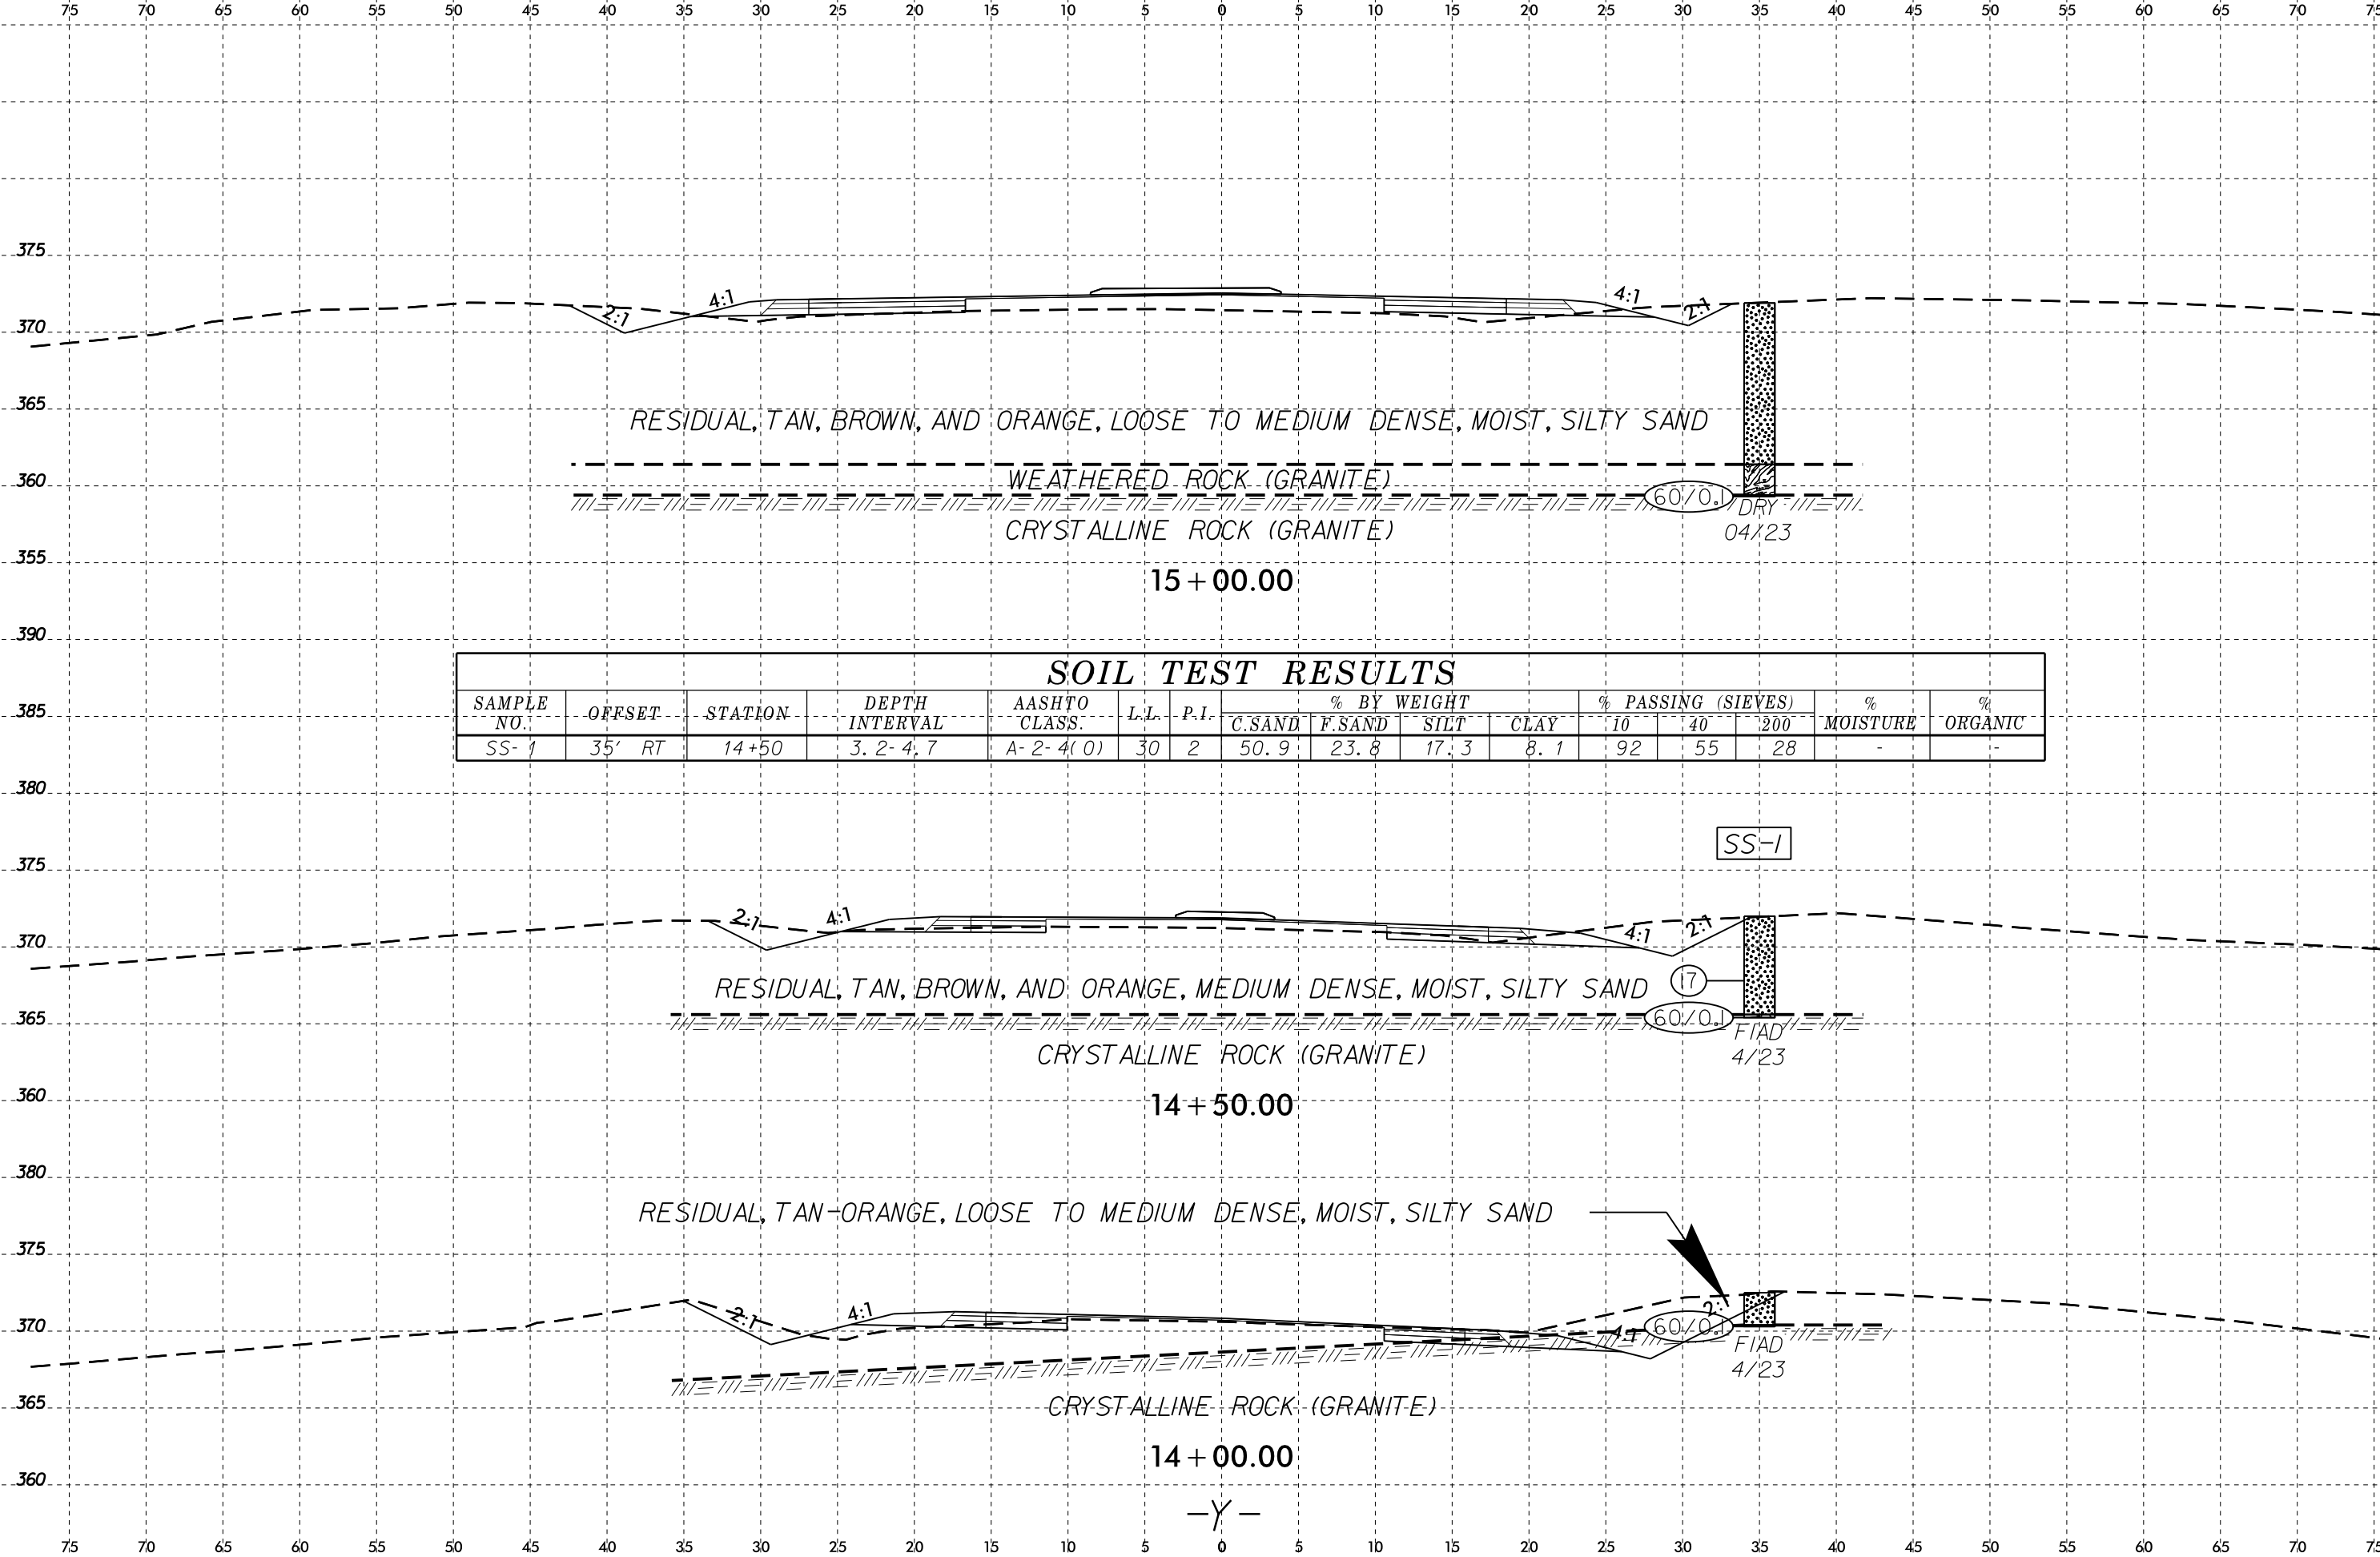 75 70 65 60 55 50 45 40 35 30 25 20 15 10 5 0 5 10 15 20 25 30 35 40 45 50 55 60 65 70 75
375
4:1 4:1
2:1 2:1
370
365
RESIDUAL, TAN, BROWN, AND ORANGE, LOOSE TO MEDIUM DENSE, MOIST, SILTY SAND
WEATHERED ROCK (GRANITE)
360
60/0.1
DRY
04/23
CRYSTALLINE ROCK (GRANITE)
355
15+00.00
390
SOIL TEST RESULTS
SAMPLE NO. OFFSET STATION DEPTH INTERVAL AASHTO CLASS. L.L. P.I. % BY WEIGHT % PASSING (SIEVES) % MOISTURE % ORGANIC
C.SAND F.SAND SILT CLAY 10 40 200
385
SS-1 35' RT 14+50 3.2-4.7 A-2-4(0) 30 2 50.9 23.8 17.3 8.1 92 55 28 - -
380
SS-1
375
2:1 4:1 4:1 2:1
370
17
RESIDUAL, TAN, BROWN, AND ORANGE, MEDIUM DENSE, MOIST, SILTY SAND
365
60/0.1
FIAD
4/23
CRYSTALLINE ROCK (GRANITE)
360
14+50.00
380
RESIDUAL, TAN-ORANGE, LOOSE TO MEDIUM DENSE, MOIST, SILTY SAND
375
2:1 4:1 4:1 2:1
370
60/0.1
FIAD
4/23
365
CRYSTALLINE ROCK (GRANITE)
14+00.00
360
-Y-
75 70 65 60 55 50 45 40 35 30 25 20 15 10 5 0 5 10 15 20 25 30 35 40 45 50 55 60 65 70 75